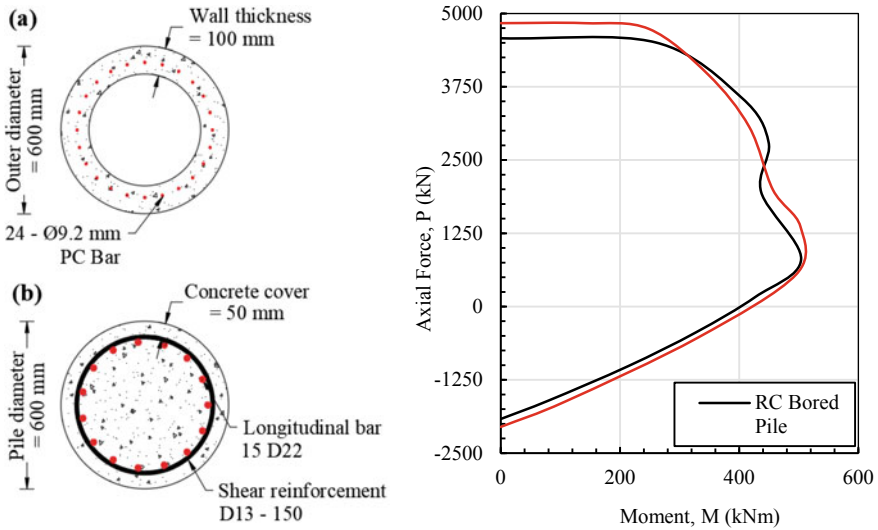 (a)
Wall thickness
= 100 mm
Outer diameter
= 600 mm
24 - Ø9.2 mm
PC Bar
(b)
Concrete cover
= 50 mm
Pile diameter
= 600 mm
Longitudinal bar
15 D22
Shear reinforcement
D13 - 150
5000
3750
2500
1250
0
-1250
-2500
Axial Force, P (kN)
RC Bored
Pile
0
200
400
600
Moment, M (kNm)